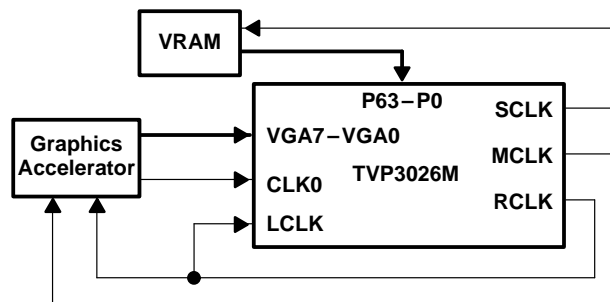 VRAM
P63–P0
SCLK
Graphics
Accelerator
VGA7–VGA0
MCLK
TVP3026M
CLK0
RCLK
LCLK